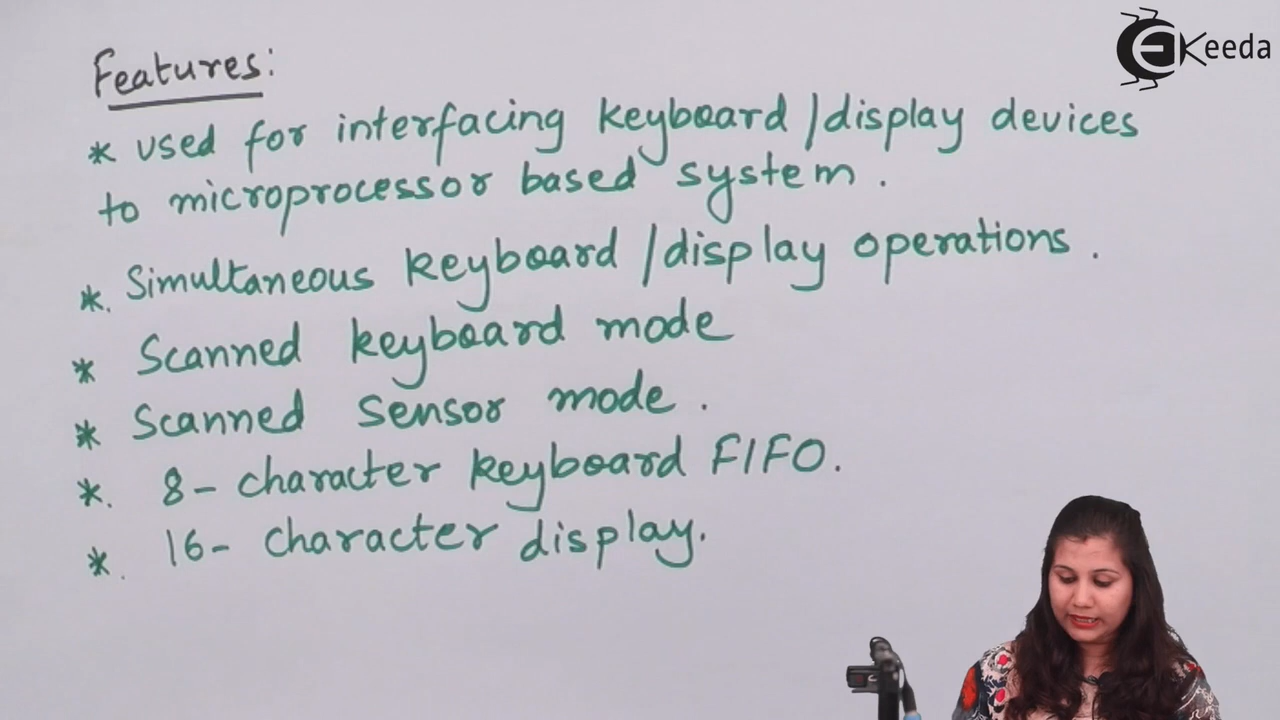 EKeeda
Features:
* used for interfacing keyboard/display devices
to microprocessor based system.
*. Simultaneous keyboard/display operations.
* Scanned keyboard mode
* Scanned sensor mode.
*. 8- character keyboard FIFO.
*. 16- character display.